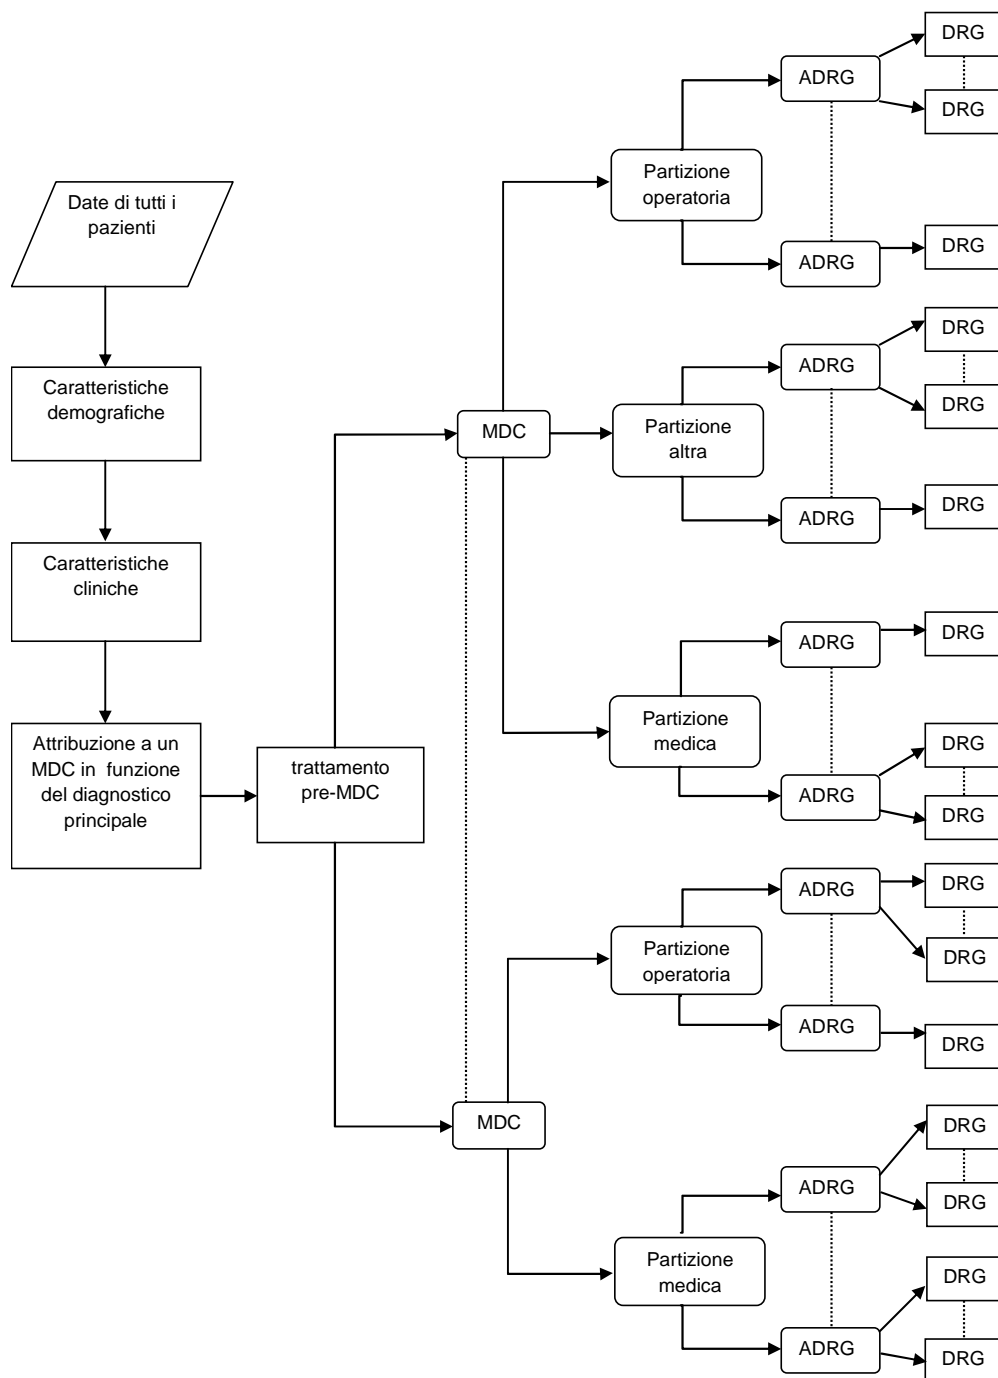 Date di tutti i
pazienti
Caratteristiche
demografiche
Caratteristiche
cliniche
Attribuzione a un
MDC in funzione
del diagnostico
principale
trattamento
pre-MDC
MDC
Partizione
operatoria
ADRG
DRG
DRG
ADRG
DRG
Partizione
altra
ADRG
DRG
DRG
ADRG
DRG
Partizione
medica
ADRG
DRG
ADRG
DRG
DRG
MDC
Partizione
operatoria
ADRG
DRG
DRG
ADRG
DRG
Partizione
medica
ADRG
DRG
DRG
ADRG
DRG
DRG